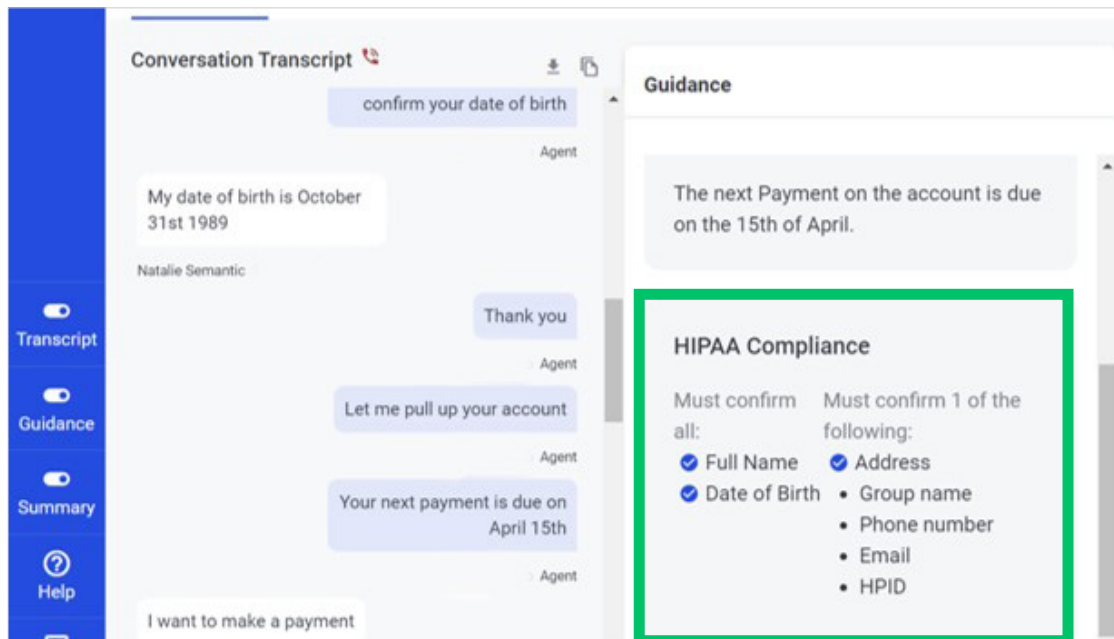 Transcript
Guidance
Summary
Help
Conversation Transcript
confirm your date of birth
Agent
My date of birth is October
31st 1989
Natalie Semantic
Thank you
Agent
Let me pull up your account
Agent
Your next payment is due on
April 15th
Agent
I want to make a payment
Guidance
The next Payment on the account is due
on the 15th of April.
HIPAA Compliance
Must confirm
all:
Full Name
Date of Birth
Must confirm 1 of the
following:
Address
Group name
Phone number
Email
HPID